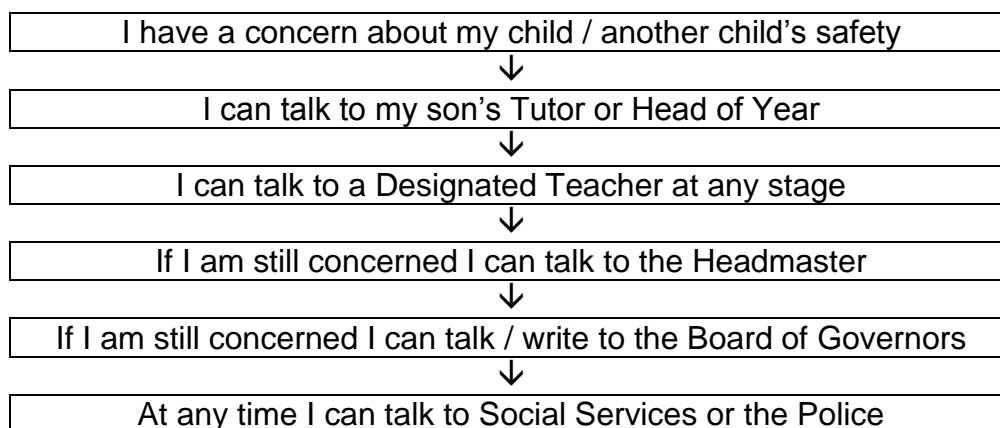 I have a concern about my child / another child's safety
I can talk to my son's Tutor or Head of Year
I can talk to a Designated Teacher at any stage
If I am still concerned I can talk to the Headmaster
If I am still concerned I can talk / write to the Board of Governors
At any time I can talk to Social Services or the Police